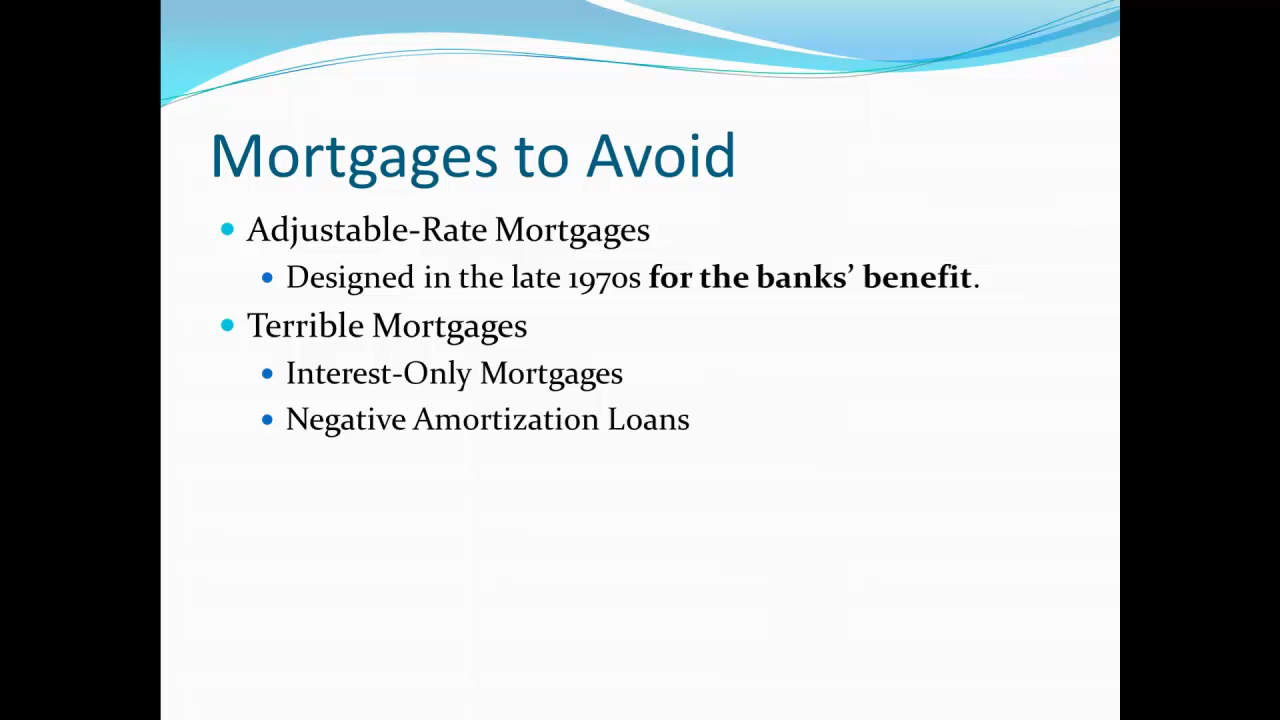 Mortgages to Avoid
Adjustable-Rate Mortgages
Designed in the late 1970s for the banks’ benefit.
Terrible Mortgages
Interest-Only Mortgages
Negative Amortization Loans